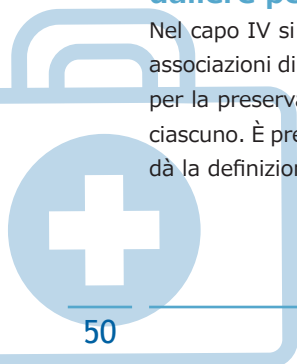 Nel capo IV si
associazioni di
per la preserva
ciascuno. È pre
dà la definizion
50